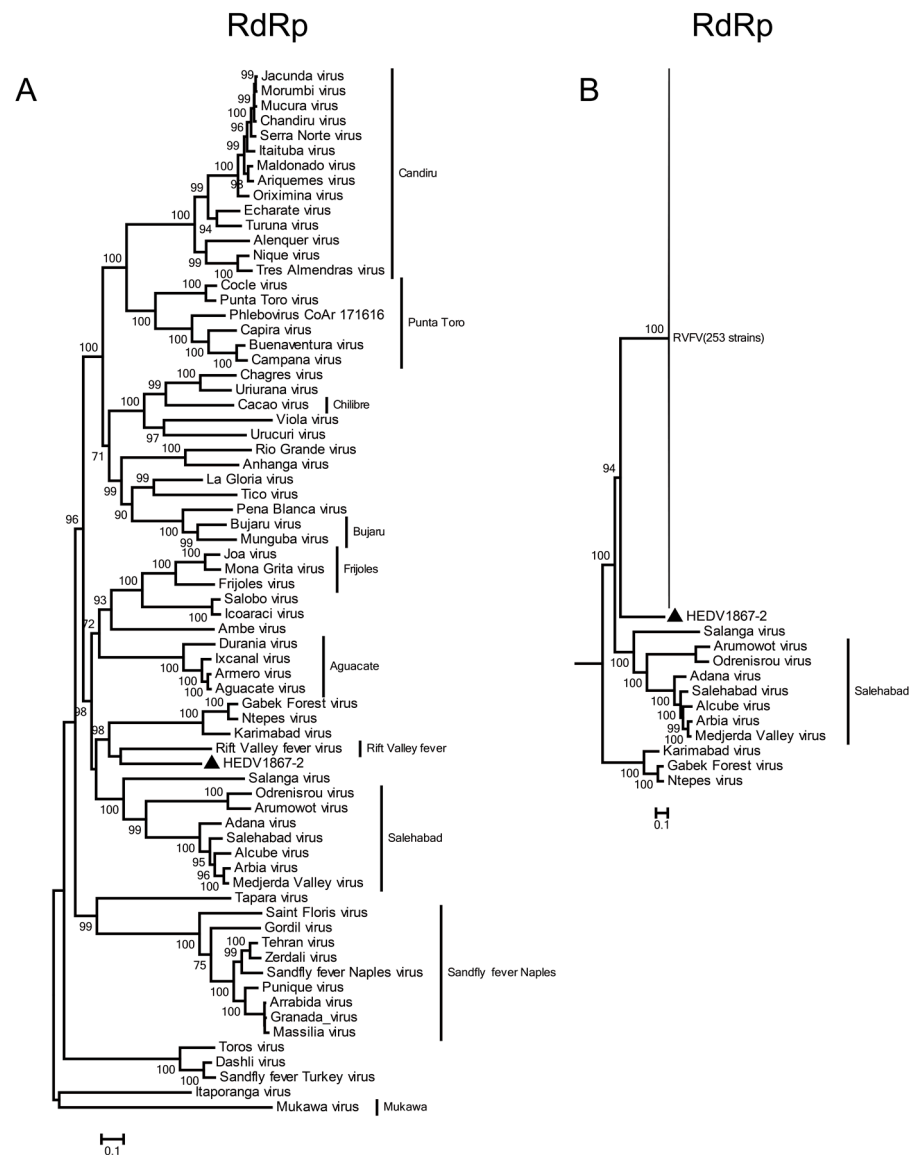 RdRp
A
99
Jacunda virus
Morumbi virus
99
Mucura virus
100
Chandiru virus
96
Serra Norte virus
99
Itaituba virus
100
Maldonado virus
98
Ariquemes virus
Oriximina virus
99
Echarate virus
94
Turuna virus
100
Alenquer virus
99
Nique virus
100
Tres Almendras virus
Candiru
100
100
Cocle virus
Punta Toro virus
100
Phlebovirus CoAr 171616
100
Capira virus
100
Buenaventura virus
100
Campana virus
Punta Toro
100
100
Chagres virus
99
Uriurana virus
100
Cacao virus
Chilibre
Viola virus
97
Urucuri virus
71
100
Rio Grande virus
Anhanga virus
99
99
La Gloria virus
Tico virus
90
Pena Blanca virus
100
Bujaru virus
99
Munguba virus
Bujaru
96
100
Joa virus
100
Mona Grita virus
100
Frijoles virus
Frijoles
93
Salobo virus
100
Icoaraci virus
72
Ambe virus
Durania virus
100
Ixcanal virus
100
Armero virus
100
Aguacate virus
Aguacate
98
100
Gabek Forest virus
100
Ntepes virus
Karimabad virus
98
Rift Valley fever virus
Rift Valley fever
HEDV1867-2
100
Salanga virus
99
100
Odrenisrou virus
Arumowot virus
100
Adana virus
Salehabad virus
95
Alcube virus
96
Arbia virus
100
Medjerda Valley virus
Salehabad
99
Tapara virus
100
Saint Floris virus
75
Gordil virus
100
Tehran virus
99
Zerdali virus
Sandfly fever Naples virus
100
Punique virus
100
Arrabida virus
Granada_virus
Massilia virus
Sandfly fever Naples
Toros virus
100
Dashli virus
100
Sandfly fever Turkey virus
Itaporanga virus
Mukawa virus
Mukawa
0.1
RdRp
B
100
RVFV(253 strains)
94
100
HEDV1867-2
100
Salanga virus
100
100
Arumowot virus
Odrenisrou virus
100
Adana virus
Salehabad virus
100
Alcube virus
99
Arbia virus
100
Medjerda Valley virus
Salehabad
100
Karimabad virus
Gabek Forest virus
100
Ntepes virus
0.1